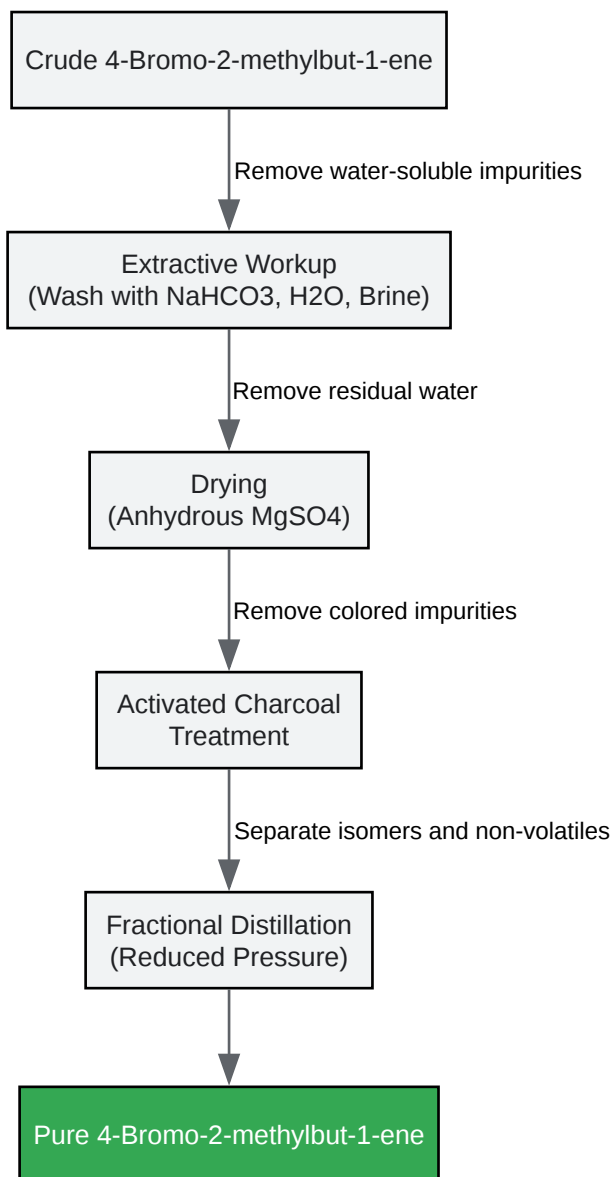 Crude 4-Bromo-2-methylbut-1-ene
Remove water-soluble impurities
Extractive Workup
(Wash with NaHCO3, H2O, Brine)
Remove residual water
Drying
(Anhydrous MgSO4)
Remove colored impurities
Activated Charcoal
Treatment
Separate isomers and non-volatiles
Fractional Distillation
(Reduced Pressure)
Pure 4-Bromo-2-methylbut-1-ene